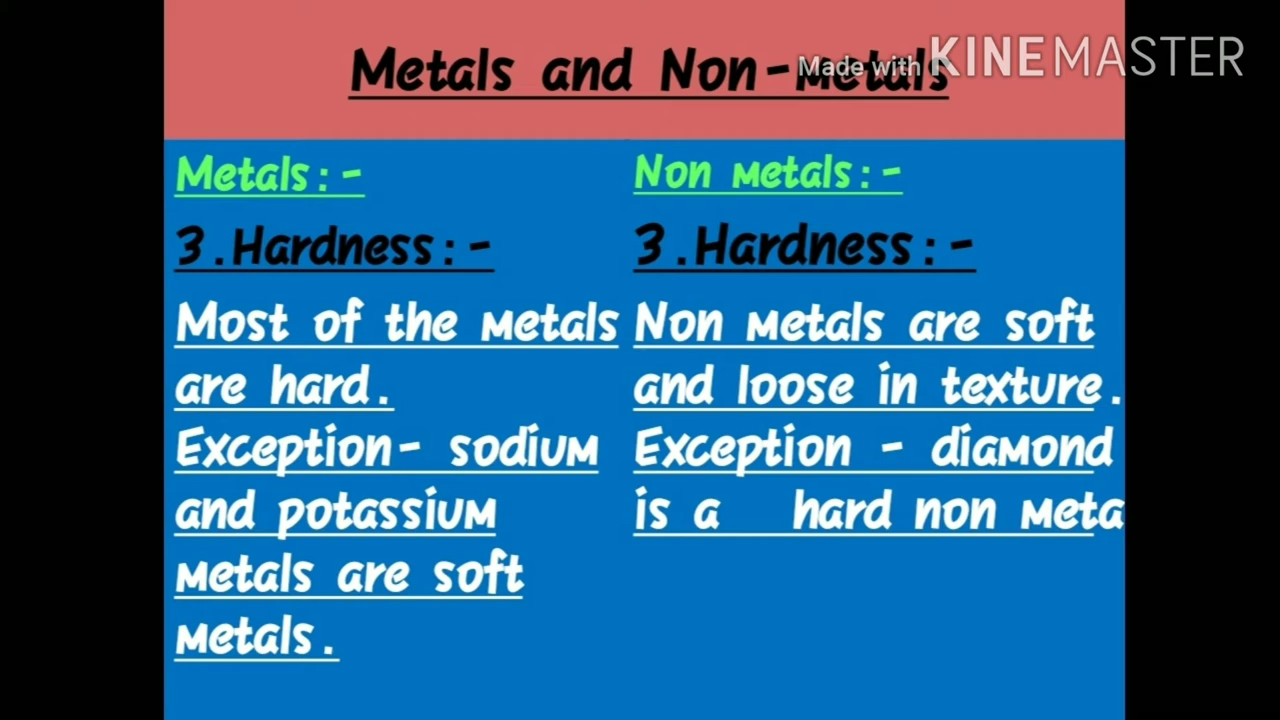 Metals and Non-Metals
Made with KINEMASTER
Metals:-
3.Hardness:-
Most of the metals
are hard.
Exception- sodium
and potassium
metals are soft
metals.
Non metals:-
3.Hardness:-
Non metals are soft
and loose in texture.
Exception - diamond
is a hard non meta